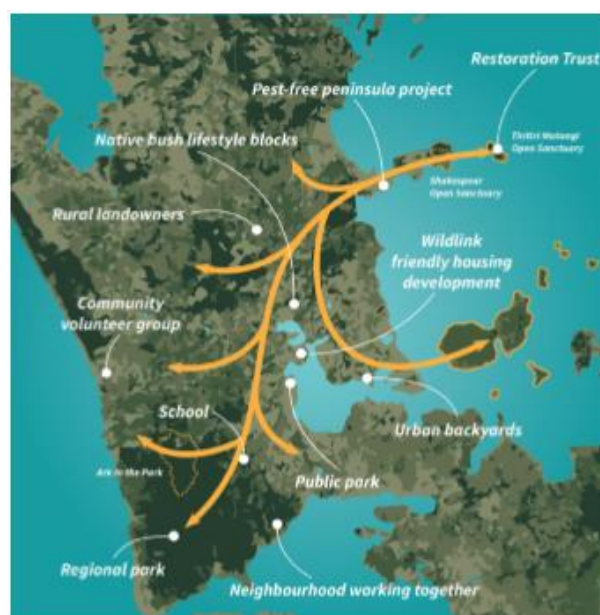 Restoration Trust
Pest-free peninsula project
Tiritiri Matangi
Open Sanctuary
Native bush lifestyle blocks
Shakespear
Open Sanctuary
Rural landowners
Wildlink
friendly housing
development
Community
volunteer group
School
Urban backyards
Ark in the Park
Public park
Regional park
Neighbourhood working together